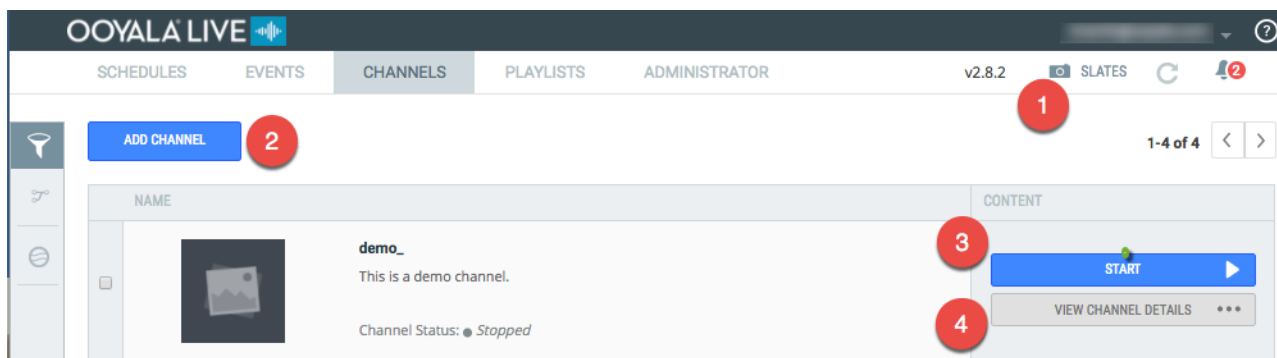 OOYALA LIVE
?
SCHEDULES EVENTS CHANNELS PLAYLISTS ADMINISTRATOR v2.8.2 SLATES 2
1
ADD CHANNEL 2 1-4 of 4 < >
NAME CONTENT
demo_
This is a demo channel.
3 START
4 VIEW CHANNEL DETAILS •••
Channel Status: Stopped